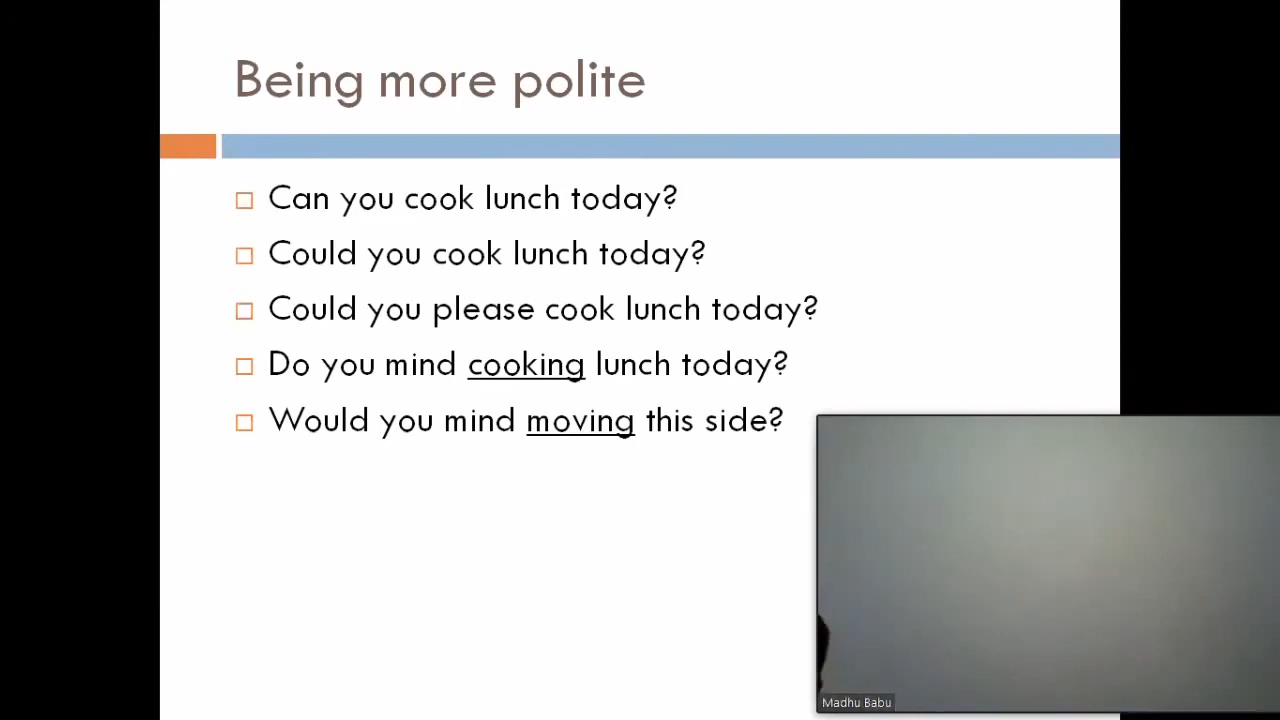 Being more polite
Can you cook lunch today?
Could you cook lunch today?
Could you please cook lunch today?
Do you mind cooking lunch today?
Would you mind moving this side?
Madhu Babu